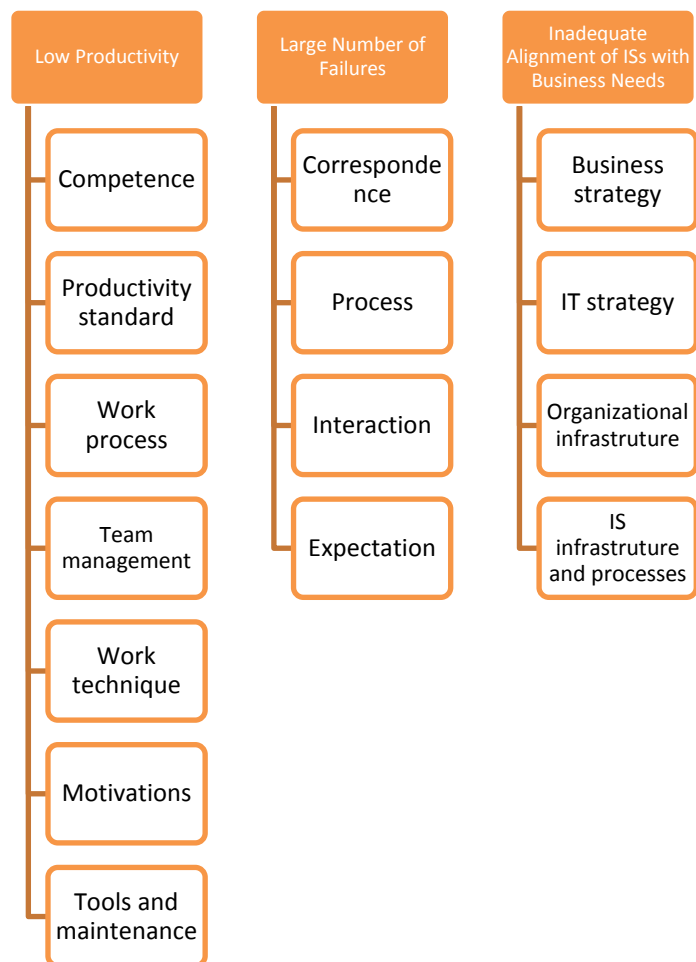 Low Productivity
Competence
Productivity
standard
Work
process
Team
management
Work
technique
Motivations
Tools and
maintenance
Large Number of
Failures
Corresponde
nce
Process
Interaction
Expectation
Inadequate
Alignment of ISs with
Business Needs
Business
strategy
IT strategy
Organizational
infrastruture
IS
infrastruture
and processes